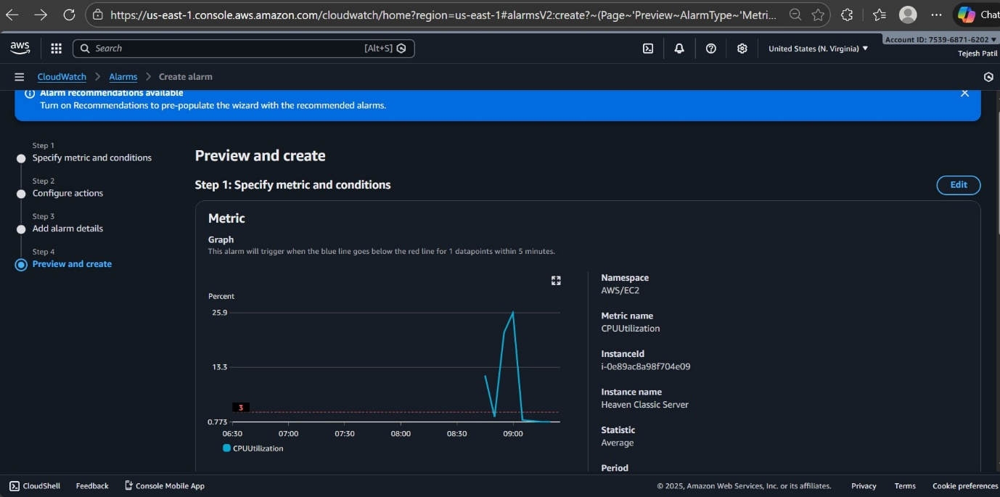 https://us-east-1.console.aws.amazon.com/cloudwatch/home?region=us-east-1#alarmsV2:create?~(Page~'Preview~AlarmType~'Metri...
Chat
aws
Search [Alt+S]
United States (N. Virginia) ▼
Account ID: 7539-6871-6202 ▼
Tejesh Patil
CloudWatch > Alarms > Create alarm
Alarm recommendations available
Turn on Recommendations to pre-populate the wizard with the recommended alarms.
Step 1
Specify metric and conditions
Step 2
Configure actions
Step 3
Add alarm details
Step 4
Preview and create
Preview and create
Step 1: Specify metric and conditions
Edit
Metric
Graph
This alarm will trigger when the blue line goes below the red line for 1 datapoints within 5 minutes.
Percent
25.9
13.3
3
0.773
06:30 07:00 07:30 08:00 08:30 09:00
CPUUtilization
Namespace
AWS/EC2
Metric name
CPUUtilization
InstanceId
i-0e89ac8a98f704e09
Instance name
Heaven Classic Server
Statistic
Average
Period
CloudShell Feedback Console Mobile App
© 2025, Amazon Web Services, Inc. or its affiliates. Privacy Terms Cookie preferences